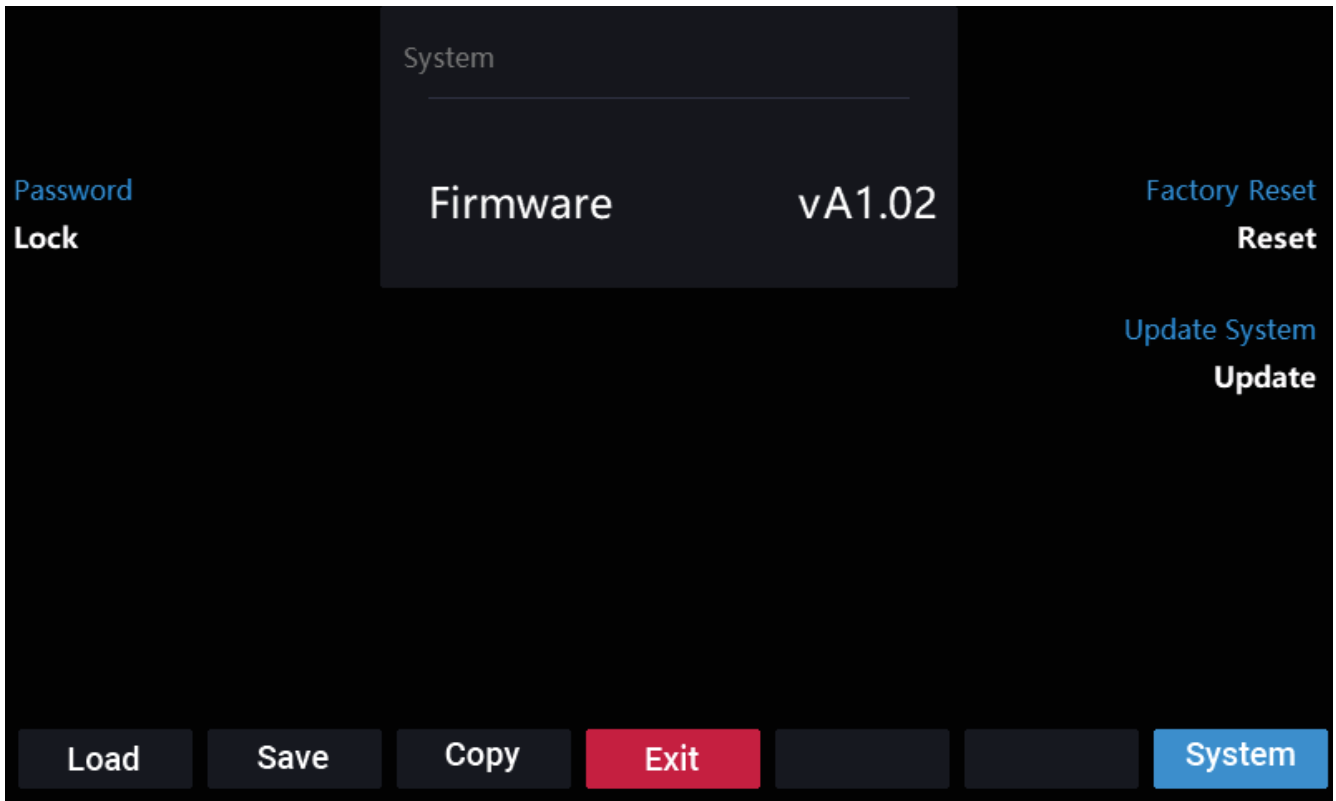 System
Password
Lock
Firmware vA1.02
Factory Reset
Reset
Update System
Update
Load Save Copy Exit System